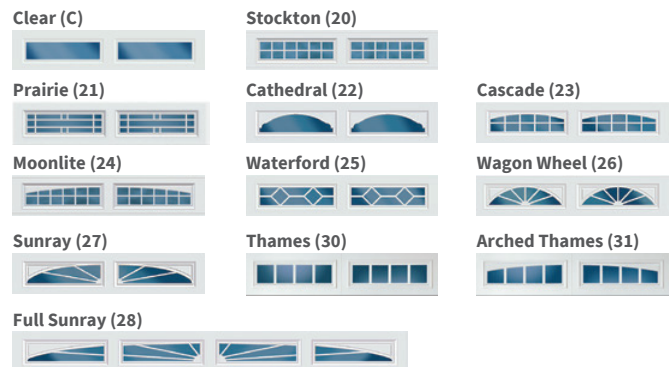 Clear (C)
Stockton (20)
Prairie (21)
Cathedral (22)
Cascade (23)
Moonlite (24)
Waterford (25)
Wagon Wheel (26)
Sunray (27)
Thames (30)
Arched Thames (31)
Full Sunray (28)